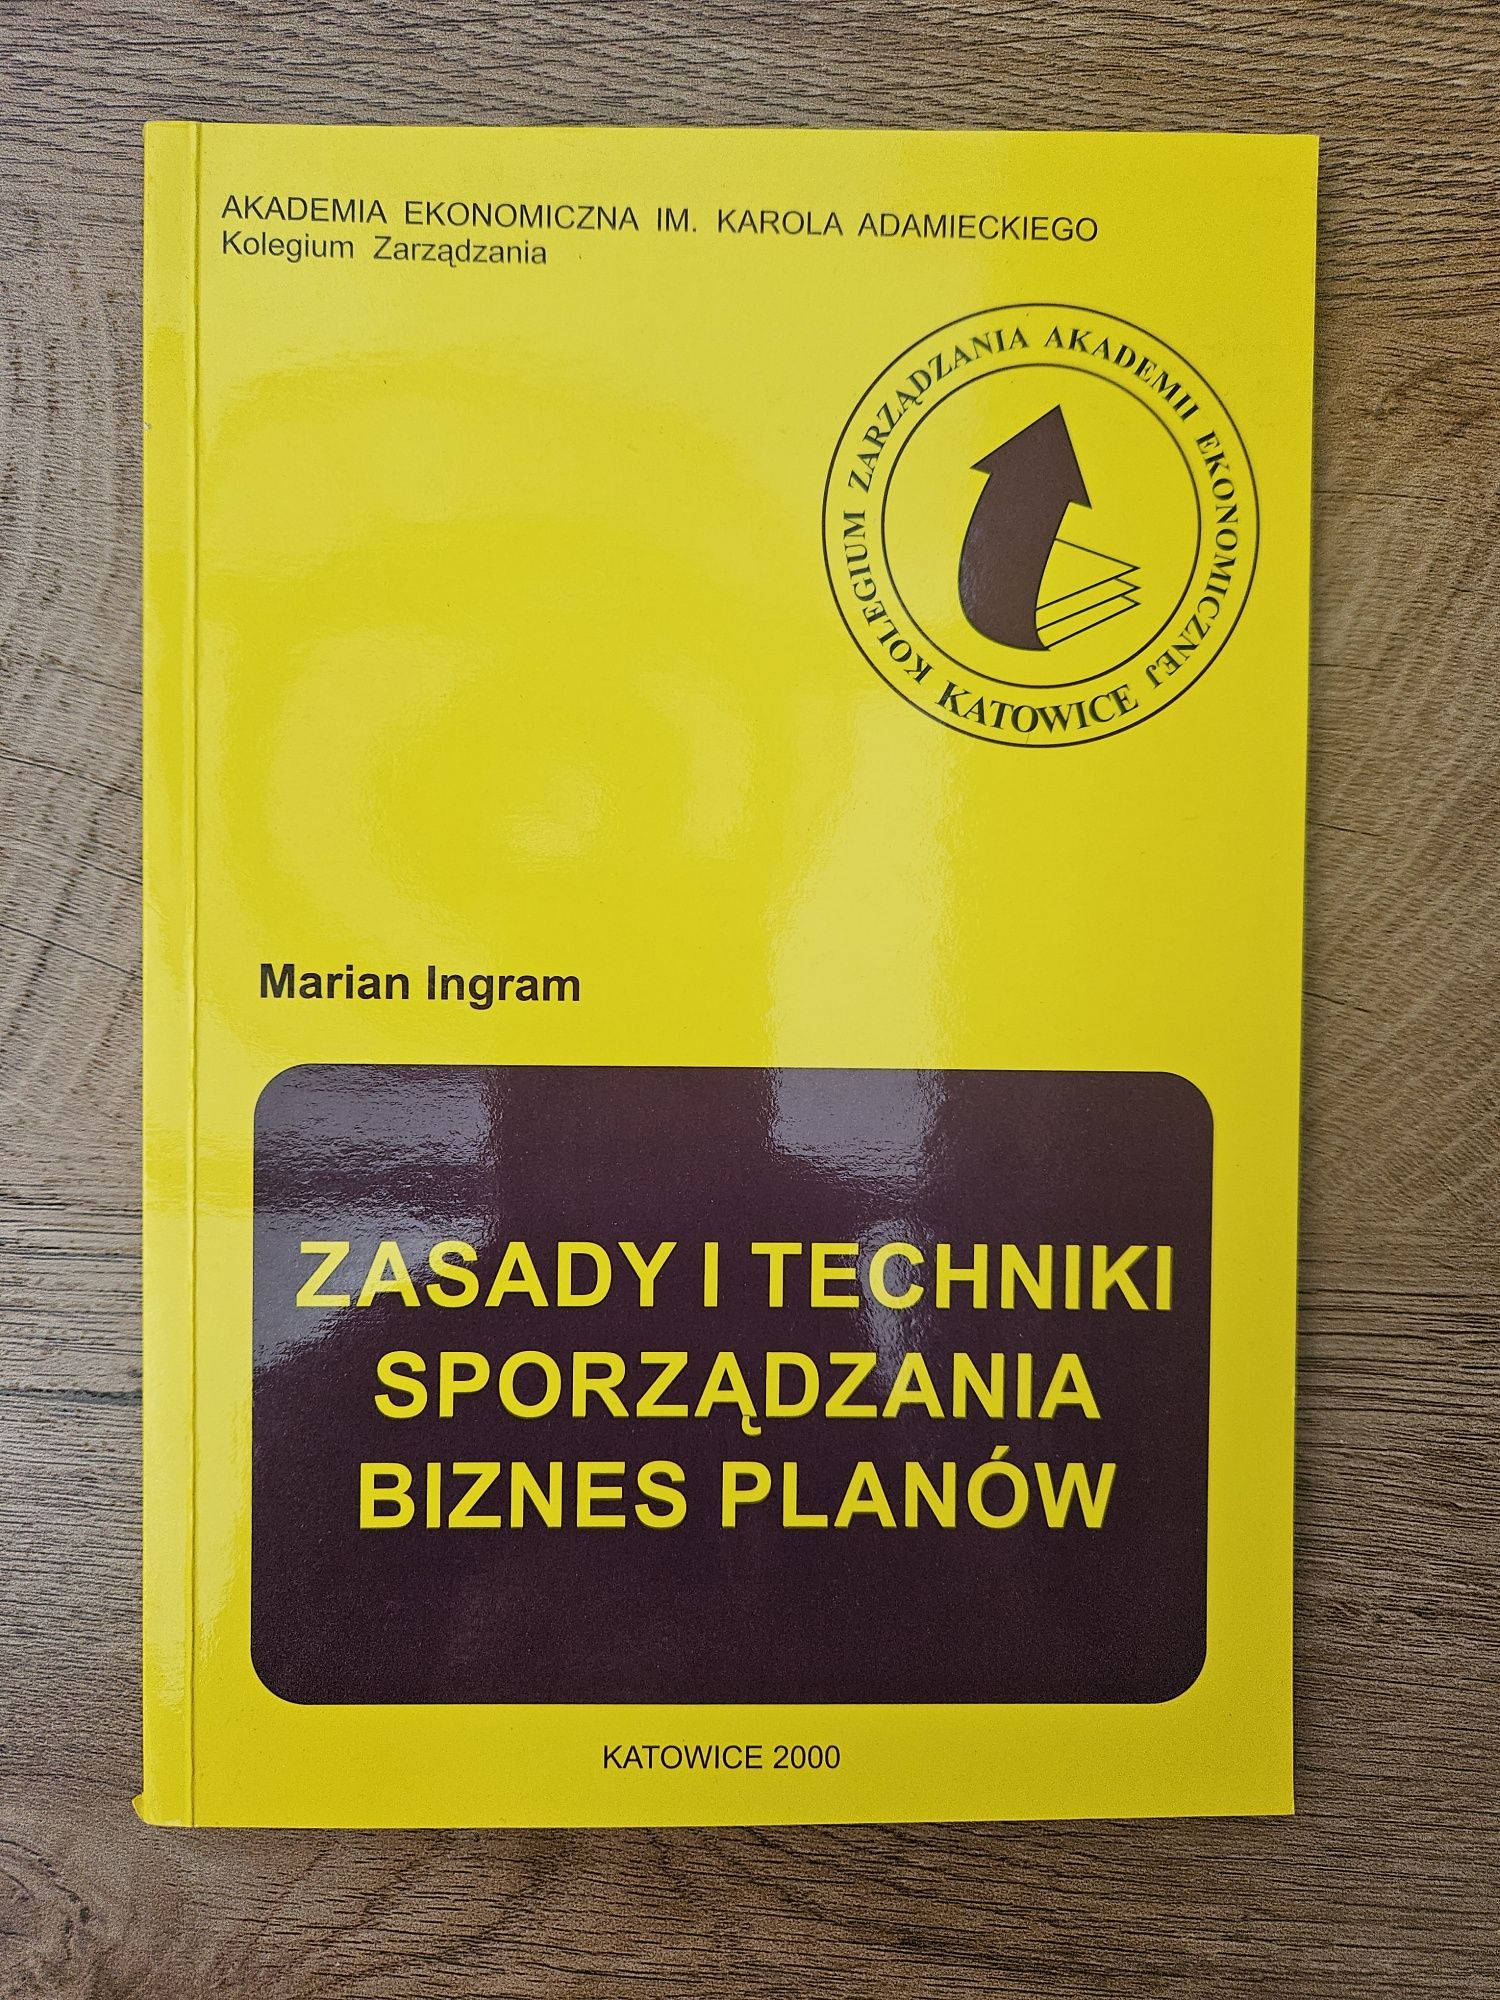 AKADEMIA EKONOMICZNA IM. KAROLA ADAMIECKIEGO
Kolegium Zarządzania
KOLEGIUM ZARZĄDZANIA AKADEMII EKONOMICZNEJ
KATOWICE
Marian Ingram
ZASADY I TECHNIKI
SPORZĄDZANIA
BIZNES PLANÓW
KATOWICE 2000